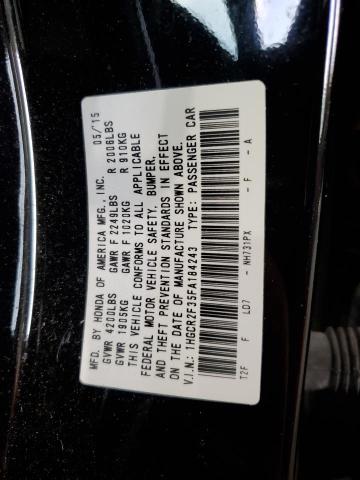 MFD. BY HONDA OF AMERICA MFG., INC. 05/15
GVWR 4200LBS GAWR F 2249LBS R 2006LBS
GVWR 1905KG GAWR F 1020KG R 910KG
THIS VEHICLE CONFORMS TO ALL APPLICABLE
FEDERAL MOTOR VEHICLE SAFETY, BUMPER,
AND THEFT PREVENTION STANDARDS IN EFFECT
ON THE DATE OF MANUFACTURE SHOWN ABOVE.
V.I.N.: 1HGCR2F35FA184243 TYPE: PASSENGER CAR
T2F F LD7 - NH731PX - F - A